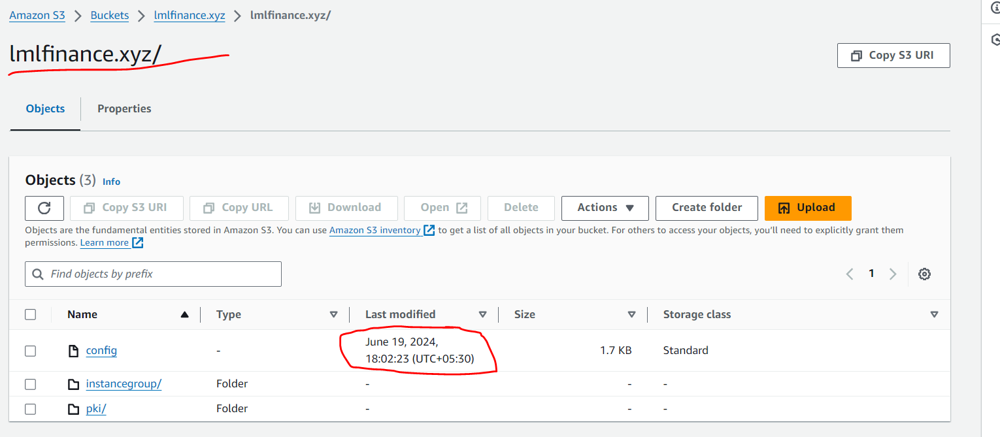 Amazon S3 > Buckets > lmlfinance.xyz > lmlfinance.xyz/
lmlfinance.xyz/
Copy S3 URI
Objects
Properties
Objects (3) Info
Copy S3 URI
Copy URL
Download
Open
Delete
Actions
Create folder
Upload
Objects are the fundamental entities stored in Amazon S3. You can use Amazon S3 inventory to get a list of all objects in your bucket. For others to access your objects, you'll need to explicitly grant them
permissions. Learn more
Find objects by prefix
1
Name Type Last modified Size Storage class
config - June 19, 2024, 1.7 KB Standard
18:02:23 (UTC+05:30)
instancegroup/ Folder - - -
pki/ Folder - - -